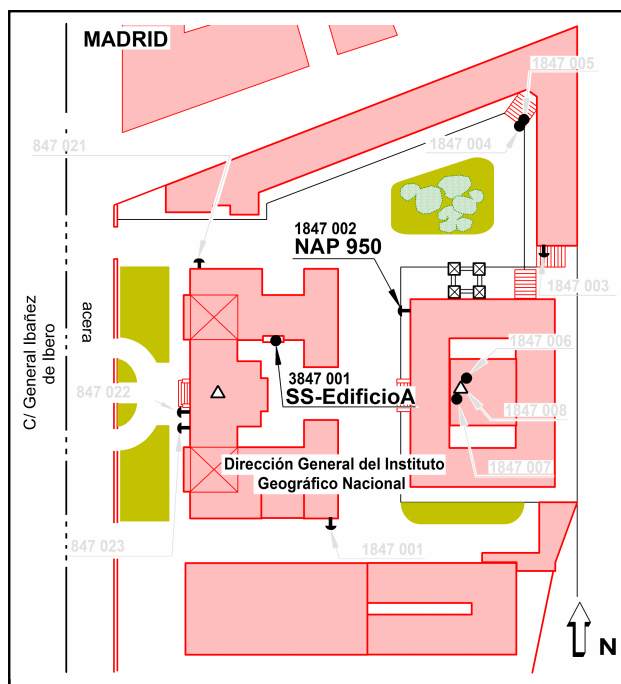 MADRID
1847 005
847 021
1847 004
1847 002
NAP 950
1847 003
C/ General Ibañez
de Ibero
acera
1847 006
3847 001
SS-EdificioA
847 022
1847 008
Dirección General del Instituto
Geográfico Nacional
1847 007
847 023
1847 001
N